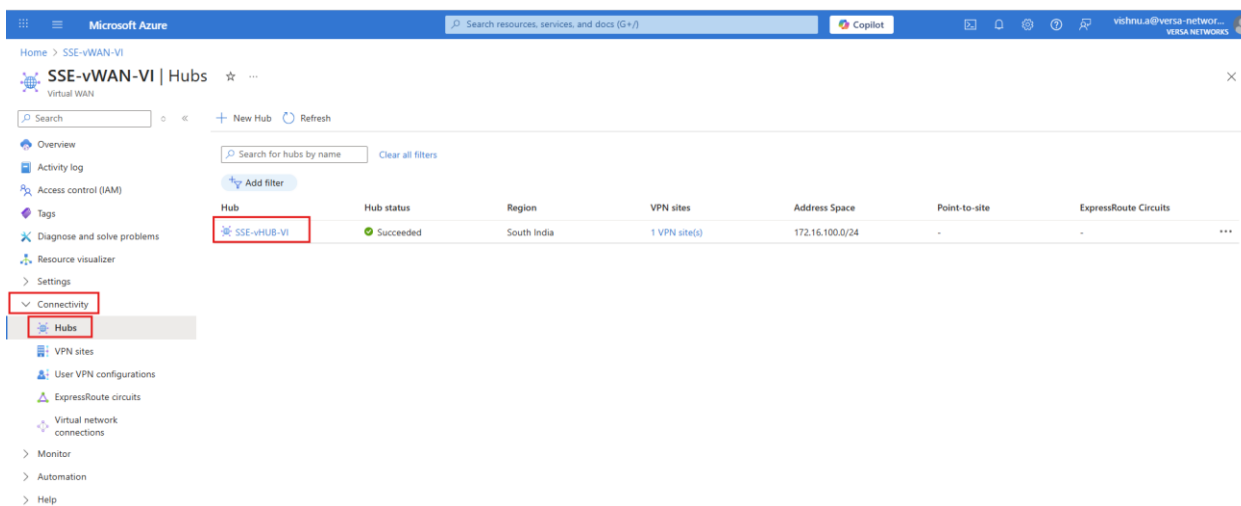 Microsoft Azure
Search resources, services, and docs (G+/)
Copilot
vishnu.a@versa-networ...
VERSA NETWORKS
Home > SSE-vWAN-VI
SSE-vWAN-VI | Hubs
Virtual WAN
Search
New Hub
Refresh
Overview
Activity log
Access control (IAM)
Tags
Diagnose and solve problems
Resource visualizer
Settings
Connectivity
Hubs
VPN sites
User VPN configurations
ExpressRoute circuits
Virtual network
connections
Monitor
Automation
Help
Search for hubs by name
Clear all filters
Add filter
Hub Hub status Region VPN sites Address Space Point-to-site ExpressRoute Circuits
SSE-vHUB-VI Succeeded South India 1 VPN site(s) 172.16.100.0/24 - -